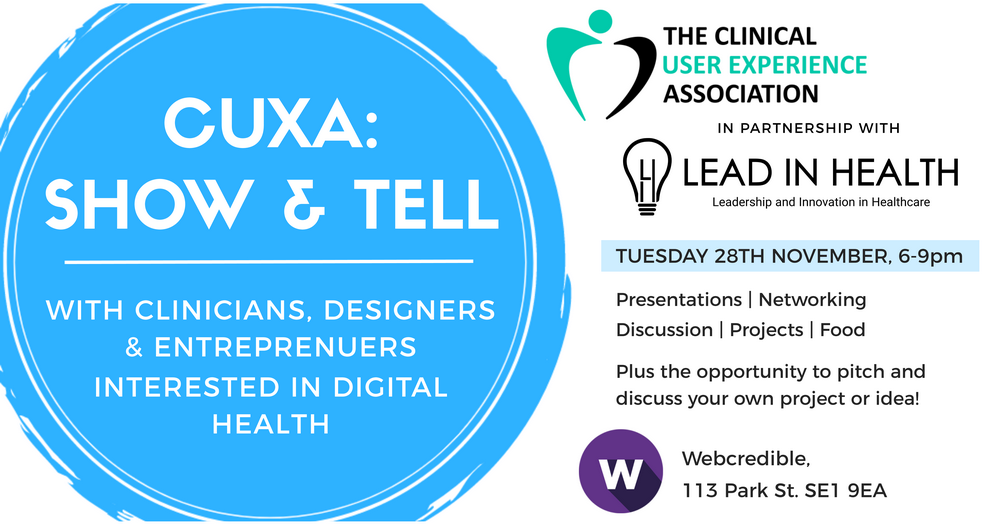 CUXA:
SHOW & TELL
WITH CLINICIANS, DESIGNERS
& ENTREPRENUERS
INTERESTED IN DIGITAL
HEALTH
THE CLINICAL
USER EXPERIENCE
ASSOCIATION
IN PARTNERSHIP WITH
LEAD IN HEALTH
Leadership and Innovation in Healthcare
TUESDAY 28TH NOVEMBER, 6-9pm
Presentations | Networking
Discussion | Projects | Food
Plus the opportunity to pitch and
discuss your own project or idea!
W
Webcredible,
113 Park St. SE1 9EA